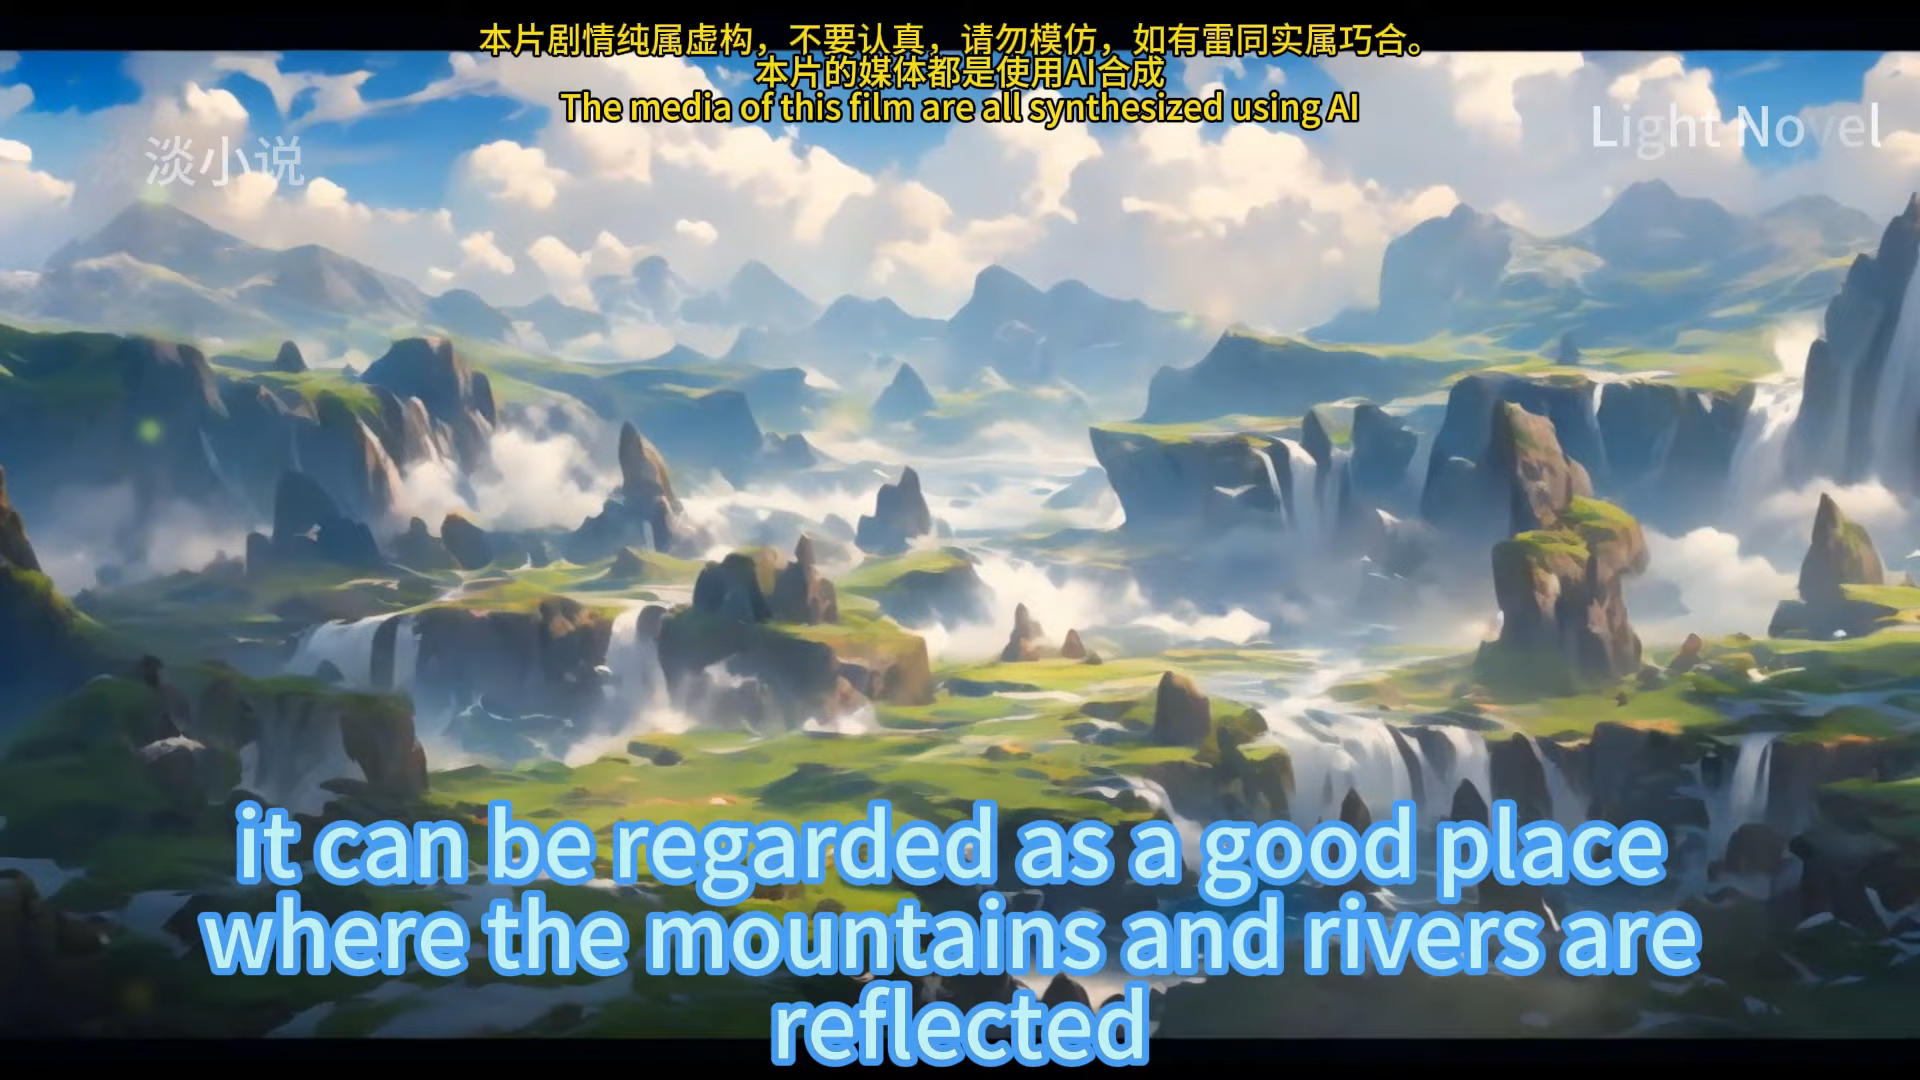 本片剧情纯属虚构，不要认真，请勿模仿，如有雷同实属巧合。
本片的媒体都是使用AI合成
The media of this film are all synthesized using AI
淡小说
Light Novel
it can be regarded as a good place
where the mountains and rivers are
reflected